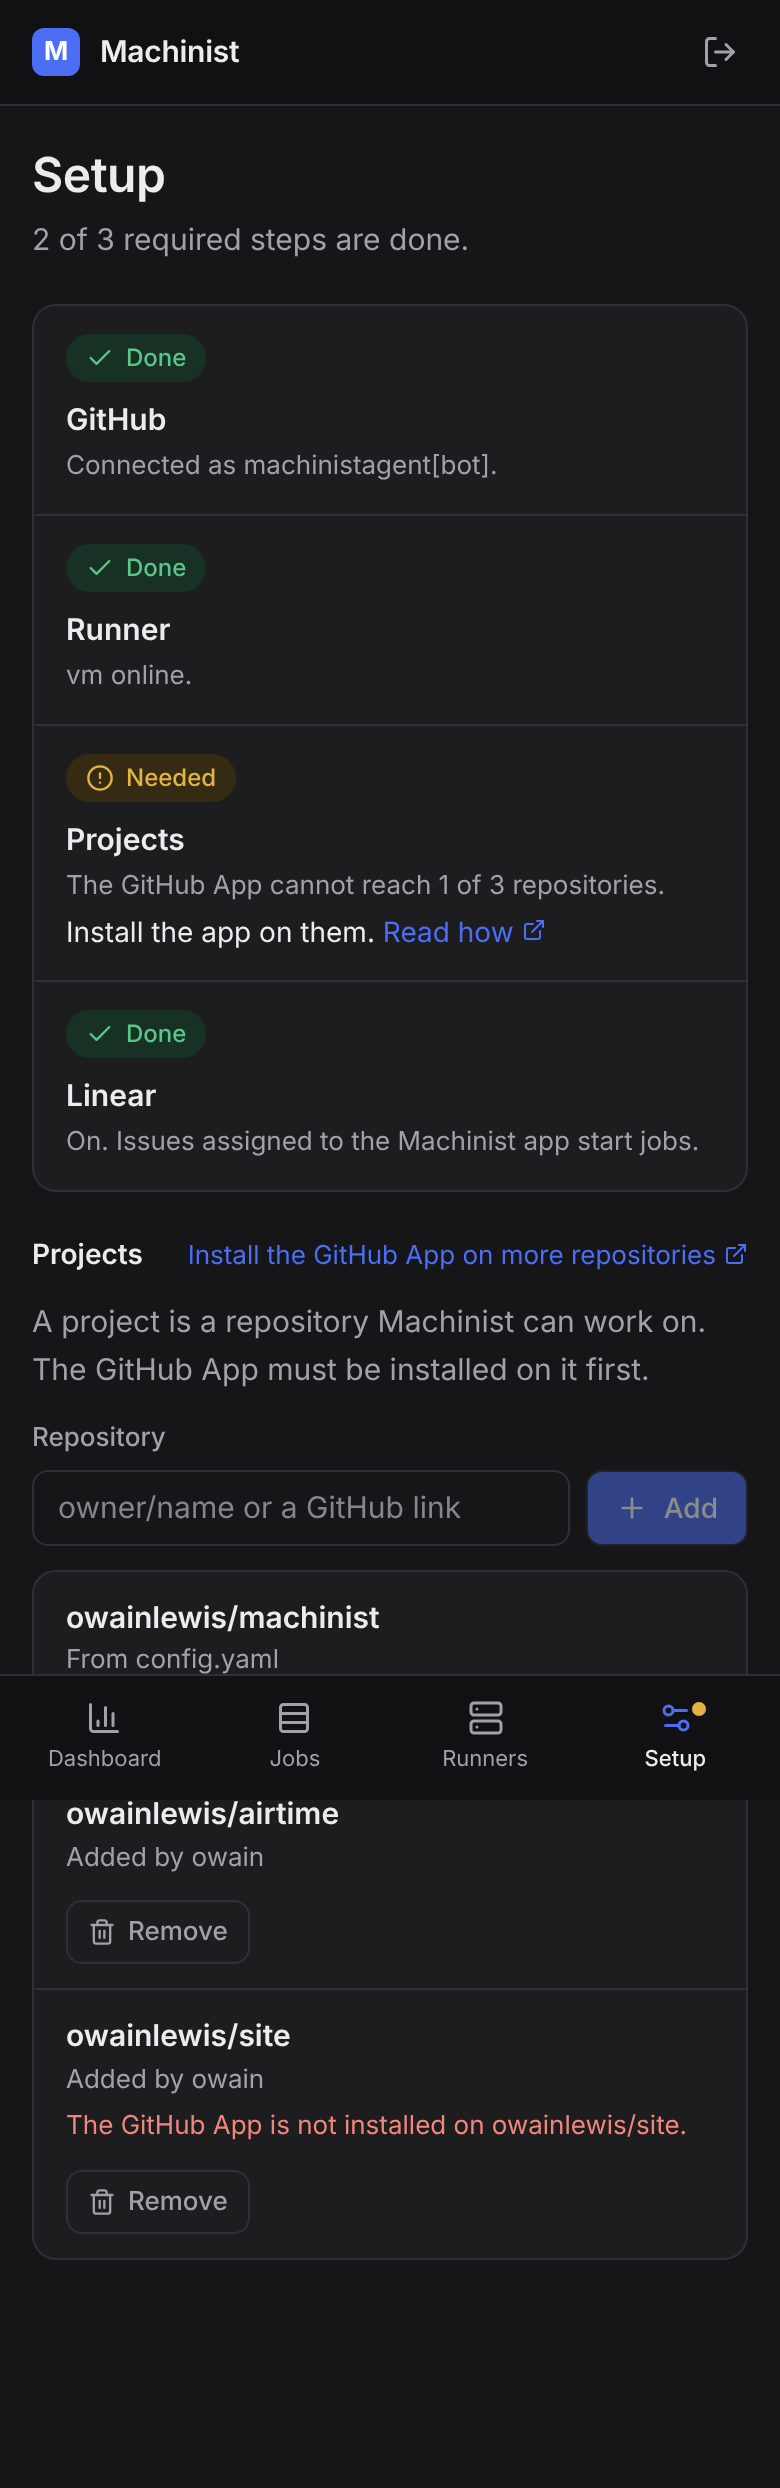 M Machinist
Setup
2 of 3 required steps are done.
Done
GitHub
Connected as machinistagent[bot].
Done
Runner
vm online.
Needed
Projects
The GitHub App cannot reach 1 of 3 repositories.
Install the app on them. Read how
Done
Linear
On. Issues assigned to the Machinist app start jobs.
Projects Install the GitHub App on more repositories
A project is a repository Machinist can work on.
The GitHub App must be installed on it first.
Repository
owner/name or a GitHub link Add
owainlewis/machinist
From config.yaml
Dashboard Jobs Runners Setup
owainlewis/airtime
Added by owain
Remove
owainlewis/site
Added by owain
The GitHub App is not installed on owainlewis/site.
Remove